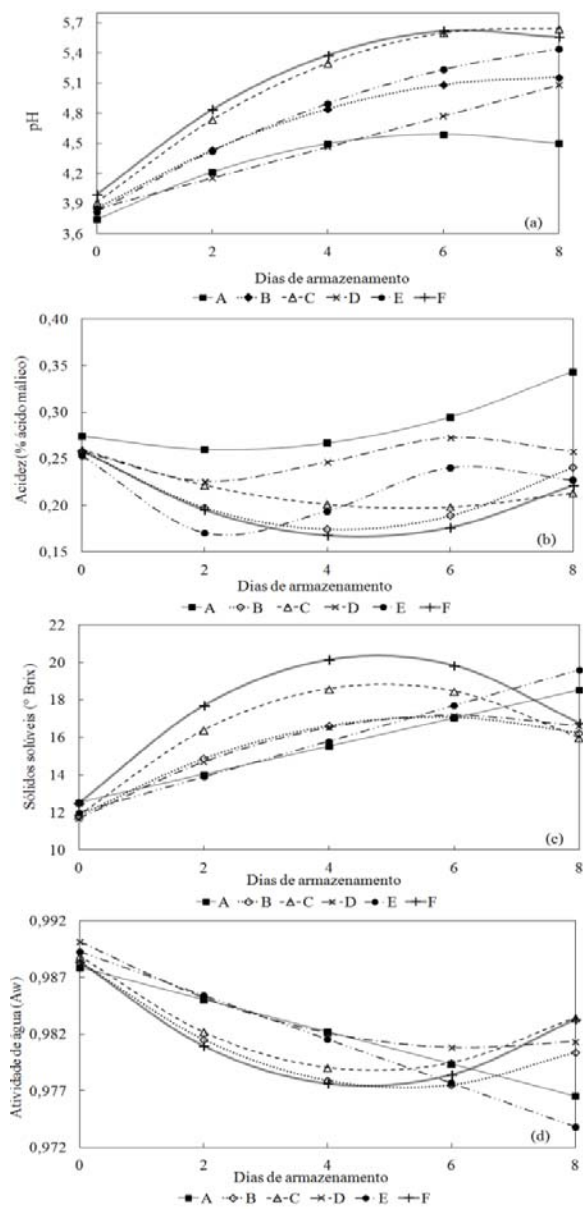 5,7
5,4
5,1
4,8
4,5
4,2
3,9
3,6
pH
(a)
0 2 4 6 8
Dias de armazenamento
A B C D E F
0,40
0,35
0,30
0,25
0,20
0,15
Acidez (% ácido málico)
(b)
0 2 4 6 8
Dias de armazenamento
A B C D E F
22
20
18
16
14
12
10
Sólidos solúveis (° Brix)
(c)
0 2 4 6 8
Dias de armazenamento
A B C D E F
0,992
0,987
0,982
0,977
0,972
Atividade de água (Aw)
(d)
0 2 4 6 8
Dias de armazenamento
A B C D E F